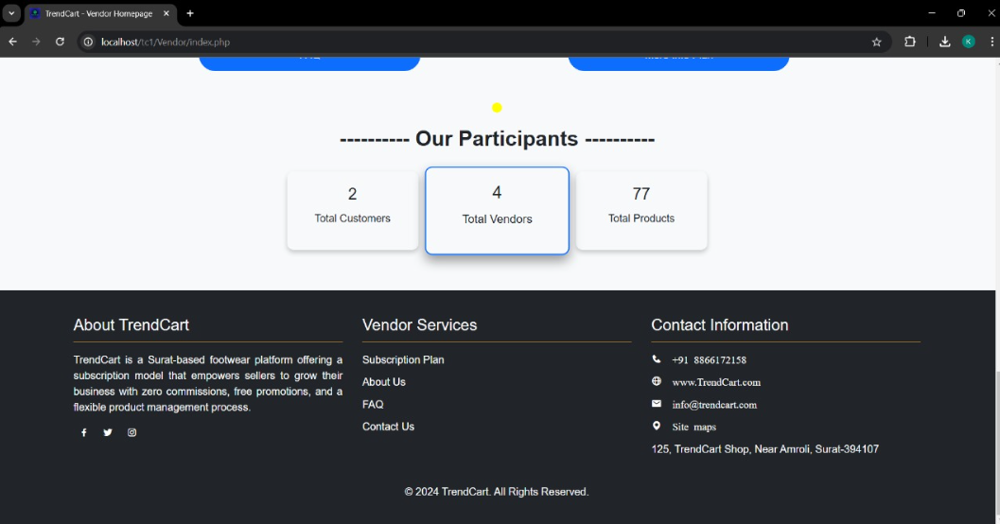 TrendCart - Vendor Homepage
localhost/tc1/Vendor/index.php
K
---------- Our Participants ----------
2
Total Customers
4
Total Vendors
77
Total Products
About TrendCart
TrendCart is a Surat-based footwear platform offering a
subscription model that empowers sellers to grow their
business with zero commissions, free promotions, and a
flexible product management process.
Vendor Services
Subscription Plan
About Us
FAQ
Contact Us
Contact Information
+91 8866172158
www.TrendCart.com
info@trendcart.com
Site maps
125, TrendCart Shop, Near Amroli, Surat-394107
© 2024 TrendCart. All Rights Reserved.